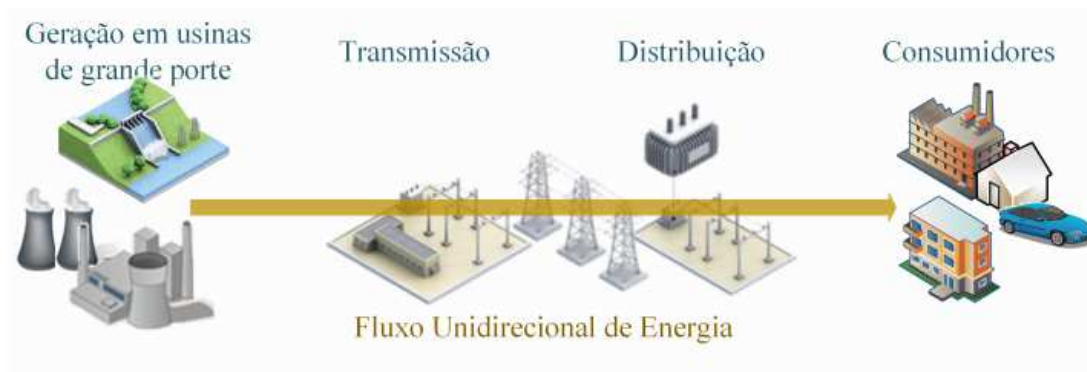 Geração em usinas
de grande porte
Transmissão
Distribuição
Consumidores
Fluxo Unidirecional de Energia